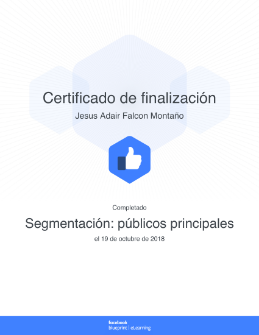 Certificado de finalización
Jesus Adair Falcon Montaño
Completado
Segmentación: públicos principales
el 19 de octubre de 2018
facebook
blueprint | eLearning